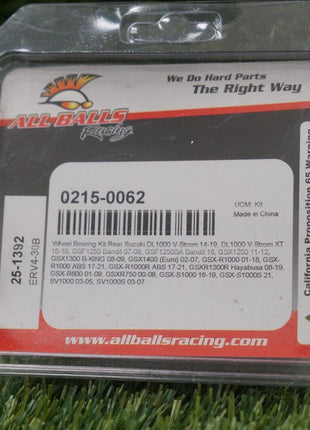 We Do Hard Parts
The Right Way
ALL BALLS
Racing
0215-0062
UOM: Kit
Made in China
Wheel Bearing Kit Rear Suzuki DL1000 V-Strom 14-19, DL1000 V-Strom XT
18-19, GSF1250 Bandit 07-09, GSF1250SA Bandit 16, GSX1250 11-12,
GSX1300 B-KING 08-09, GSX1400 (Euro) 02-07, GSX-R1000 01-18, GSX-
R1000 ABS 17-21, GSX-R1000R ABS 17-21, GSXR1300R Hayabusa 08-19,
GSX-R600 01-09, GSXR750 00-09, GSX-S1000 16-19, GSX-S1000S 21,
SV1000 03-05, SV1000S 03-07
25-1392
ERV4-30B
California Proposition 65 Warning
www.allballsracing.com